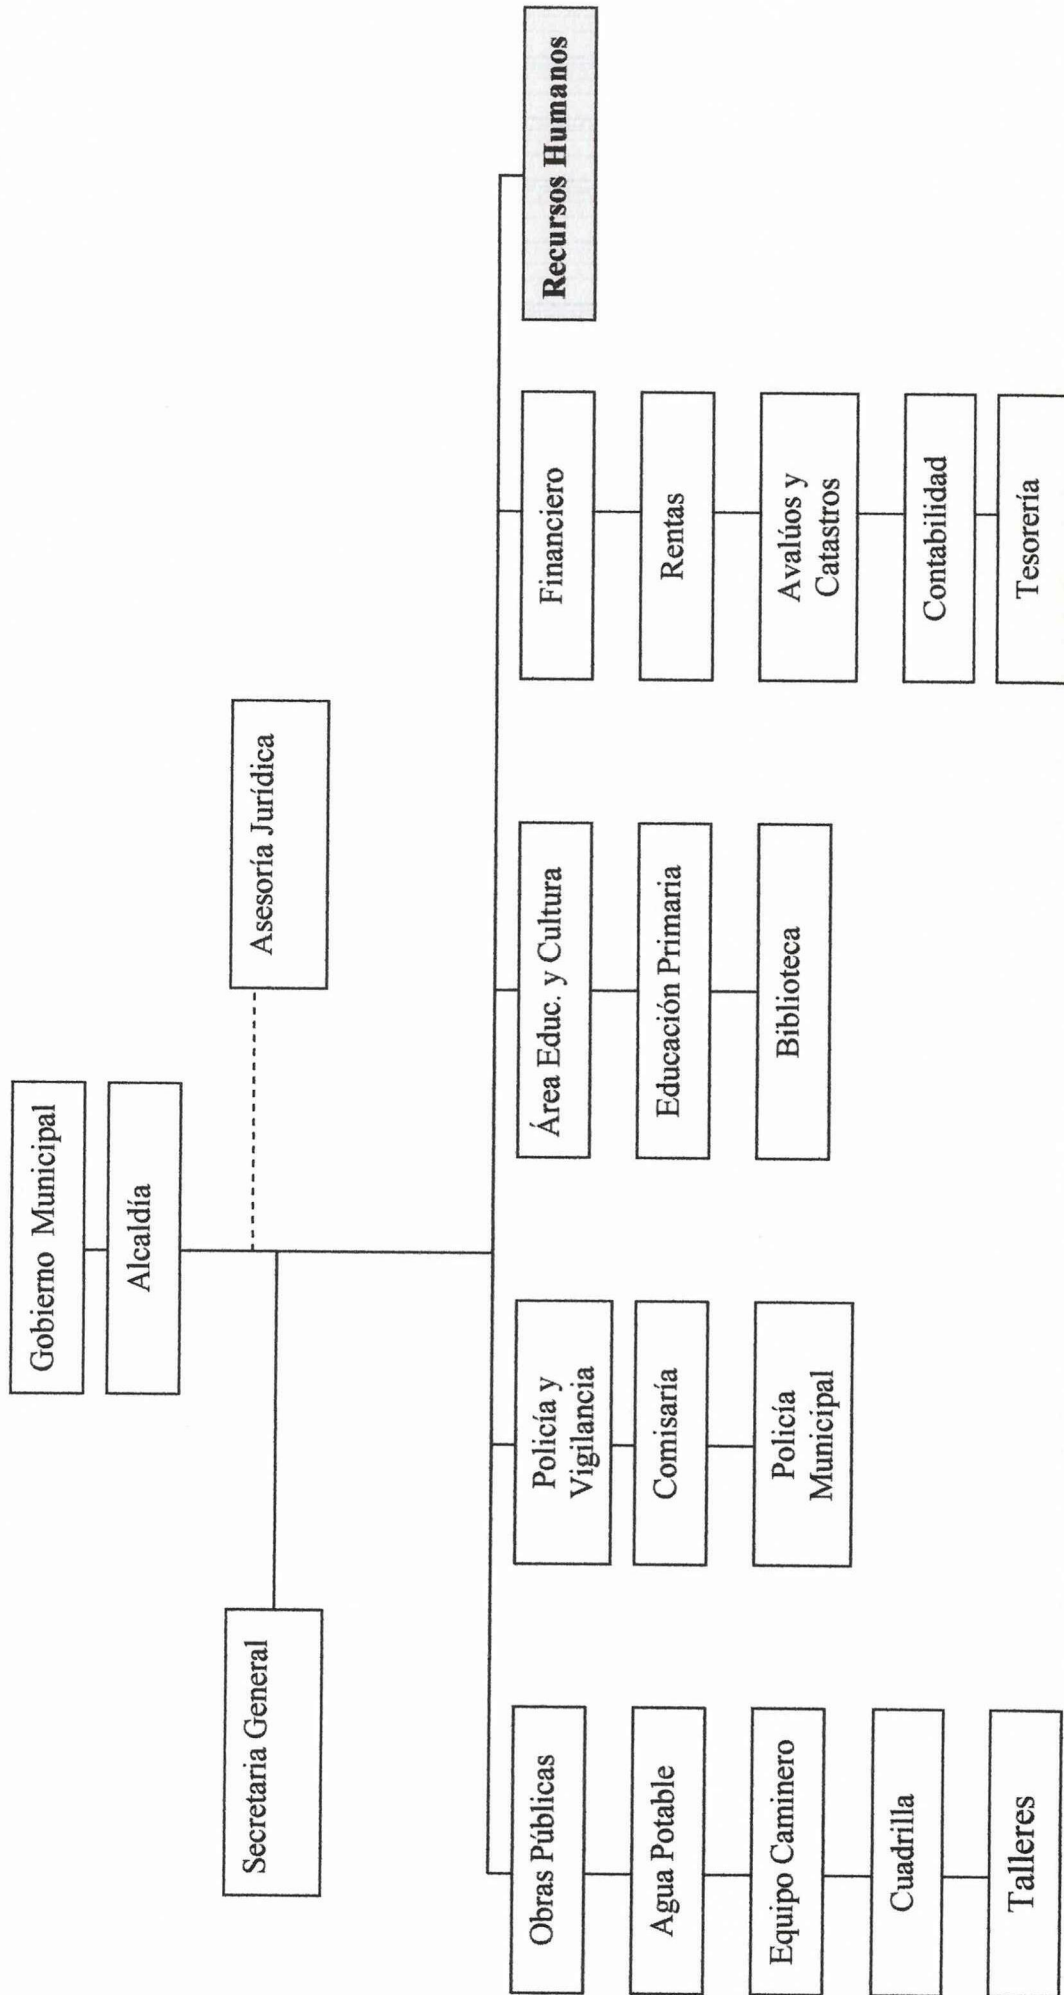 Gobierno Municipal
Alcaldía
Asesoría Jurídica
Secretaria General
Obras Públicas
Agua Potable
Equipo Caminero
Cuadrilla
Talleres
Policía y
Vigilancia
Comisaría
Policía
Municipal
Área Educ. y Cultura
Educación Primaria
Biblioteca
Financiero
Rentas
Avalúos y
Catastros
Contabilidad
Tesorería
Recursos Humanos